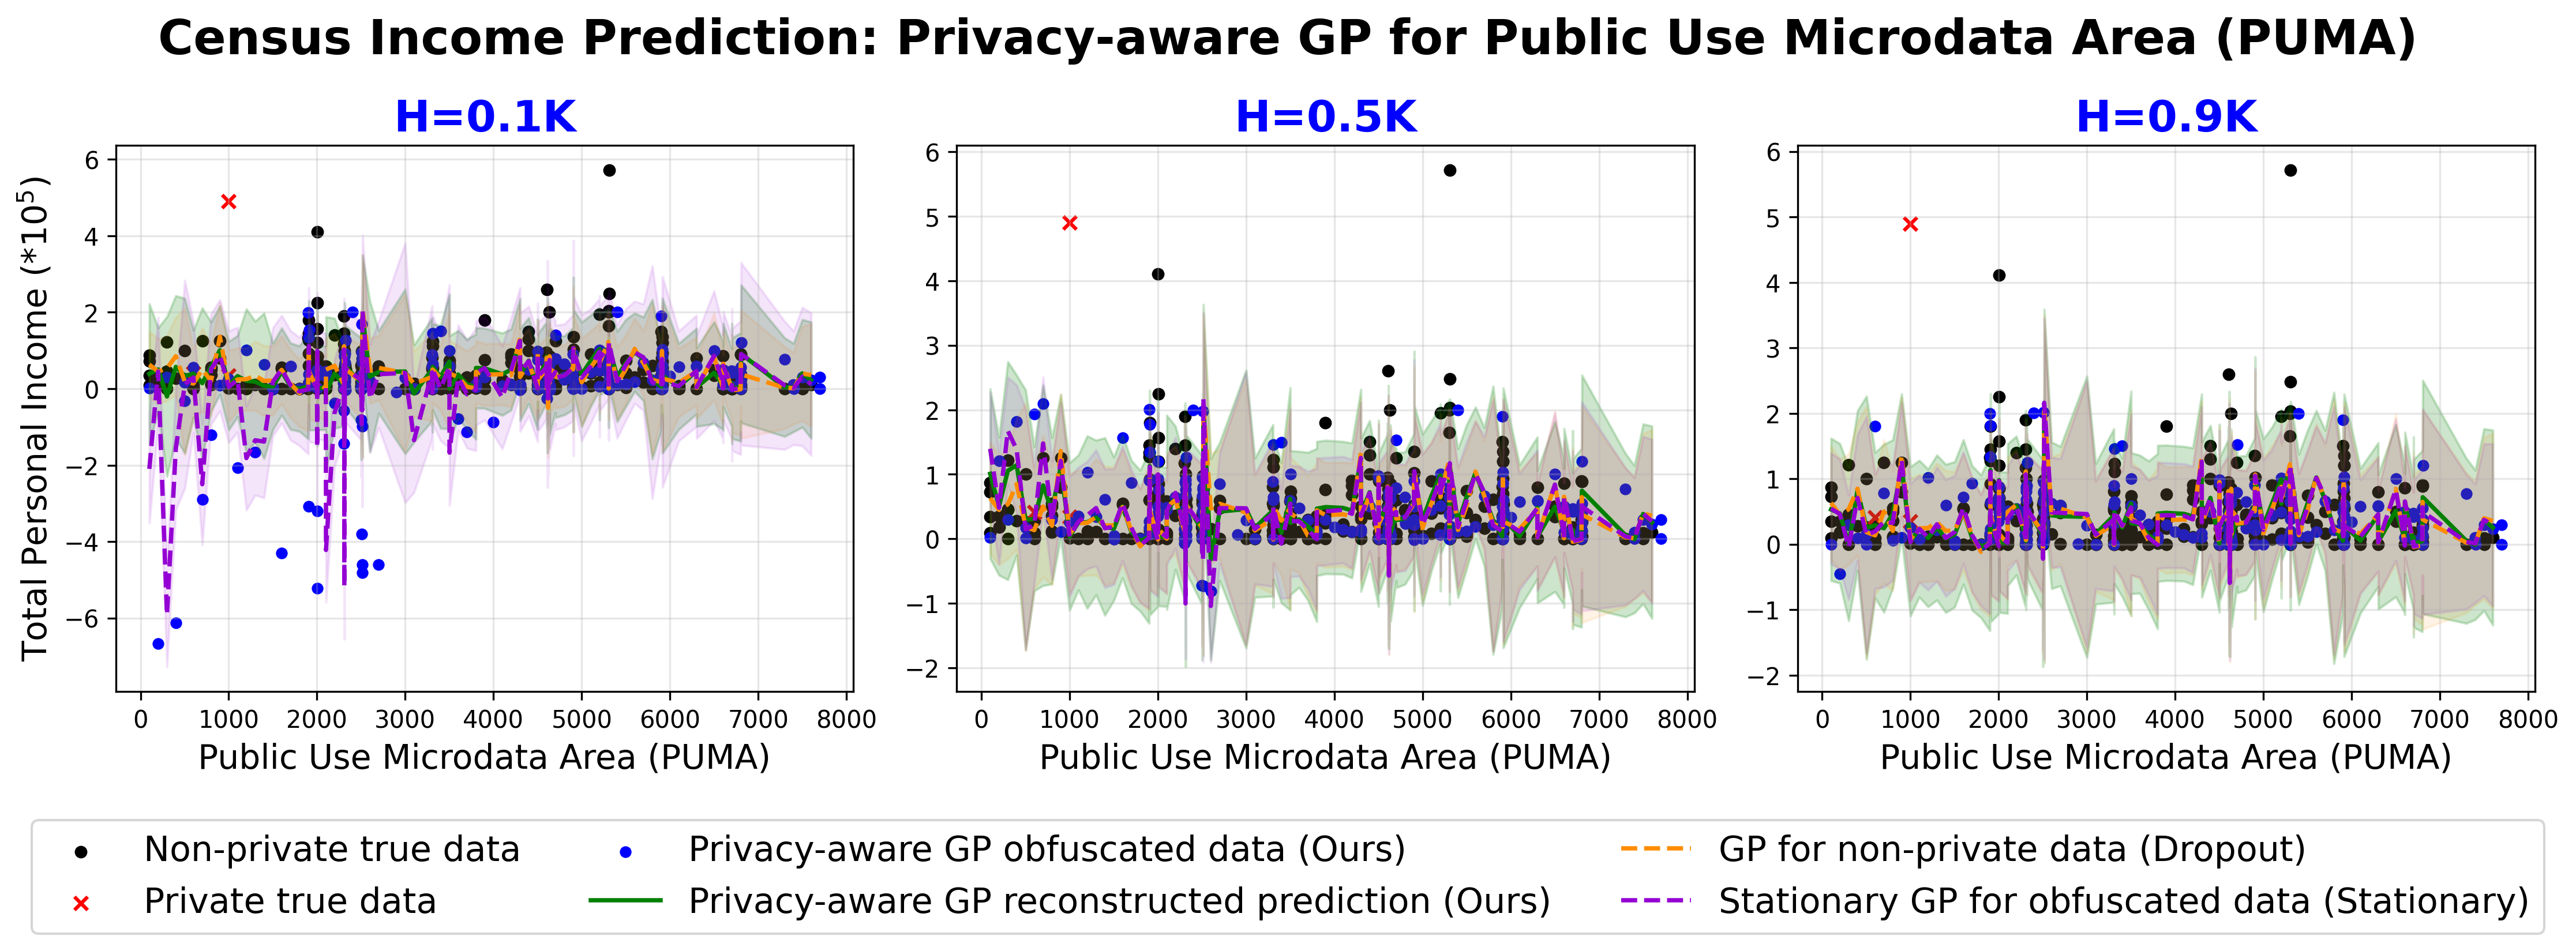 Census Income Prediction: Privacy-aware GP for Public Use Microdata Area (PUMA)
H=0.1K
H=0.5K
H=0.9K
Total Personal Income (*10⁵)
6
4
2
0
−2
−4
−6
0 1000 2000 3000 4000 5000 6000 7000 8000
Public Use Microdata Area (PUMA)
6
5
4
3
2
1
0
−1
−2
0 1000 2000 3000 4000 5000 6000 7000 8000
Public Use Microdata Area (PUMA)
6
5
4
3
2
1
0
−1
−2
0 1000 2000 3000 4000 5000 6000 7000 8000
Public Use Microdata Area (PUMA)
Non-private true data
Private true data
Privacy-aware GP obfuscated data (Ours)
Privacy-aware GP reconstructed prediction (Ours)
GP for non-private data (Dropout)
Stationary GP for obfuscated data (Stationary)